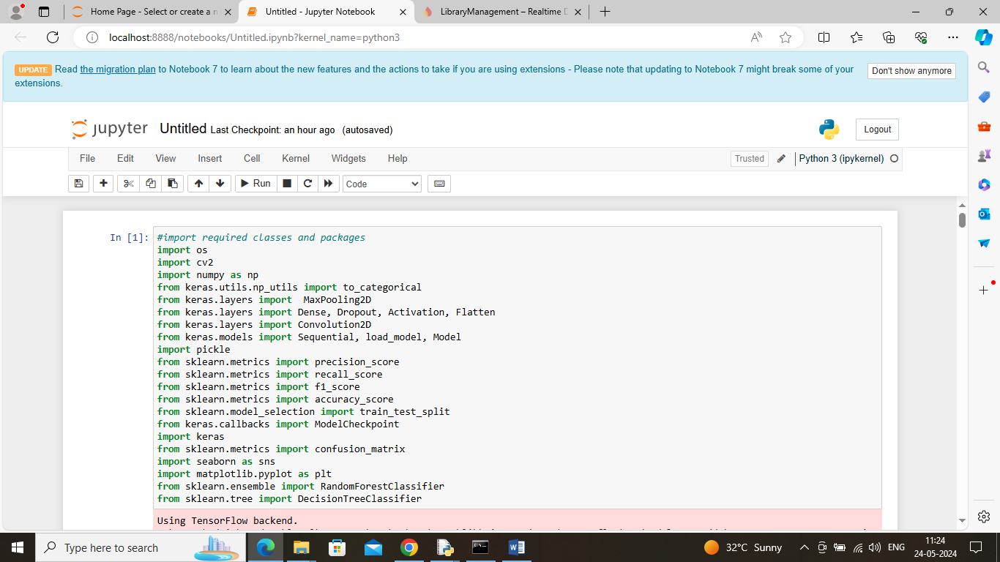 Home Page - Select or create a n
Untitled - Jupyter Notebook
LibraryManagement – Realtime D
localhost:8888/notebooks/Untitled.ipynb?kernel_name=python3
UPDATE Read the migration plan to Notebook 7 to learn about the new features and the actions to take if you are using extensions - Please note that updating to Notebook 7 might break some of your
extensions.
Don't show anymore
jupyter Untitled Last Checkpoint: an hour ago (autosaved)
Logout
File Edit View Insert Cell Kernel Widgets Help
Trusted
Python 3 (ipykernel)
Run
Code
In [1]:
#import required classes and packages
import os
import cv2
import numpy as np
from keras.utils.np_utils import to_categorical
from keras.layers import  MaxPooling2D
from keras.layers import Dense, Dropout, Activation, Flatten
from keras.layers import Convolution2D
from keras.models import Sequential, load_model, Model
import pickle
from sklearn.metrics import precision_score
from sklearn.metrics import recall_score
from sklearn.metrics import f1_score
from sklearn.metrics import accuracy_score
from sklearn.model_selection import train_test_split
from keras.callbacks import ModelCheckpoint
import keras
from sklearn.metrics import confusion_matrix
import seaborn as sns
import matplotlib.pyplot as plt
from sklearn.ensemble import RandomForestClassifier
from sklearn.tree import DecisionTreeClassifier
Using TensorFlow backend.
Type here to search
32°C Sunny
ENG
11:24
24-05-2024